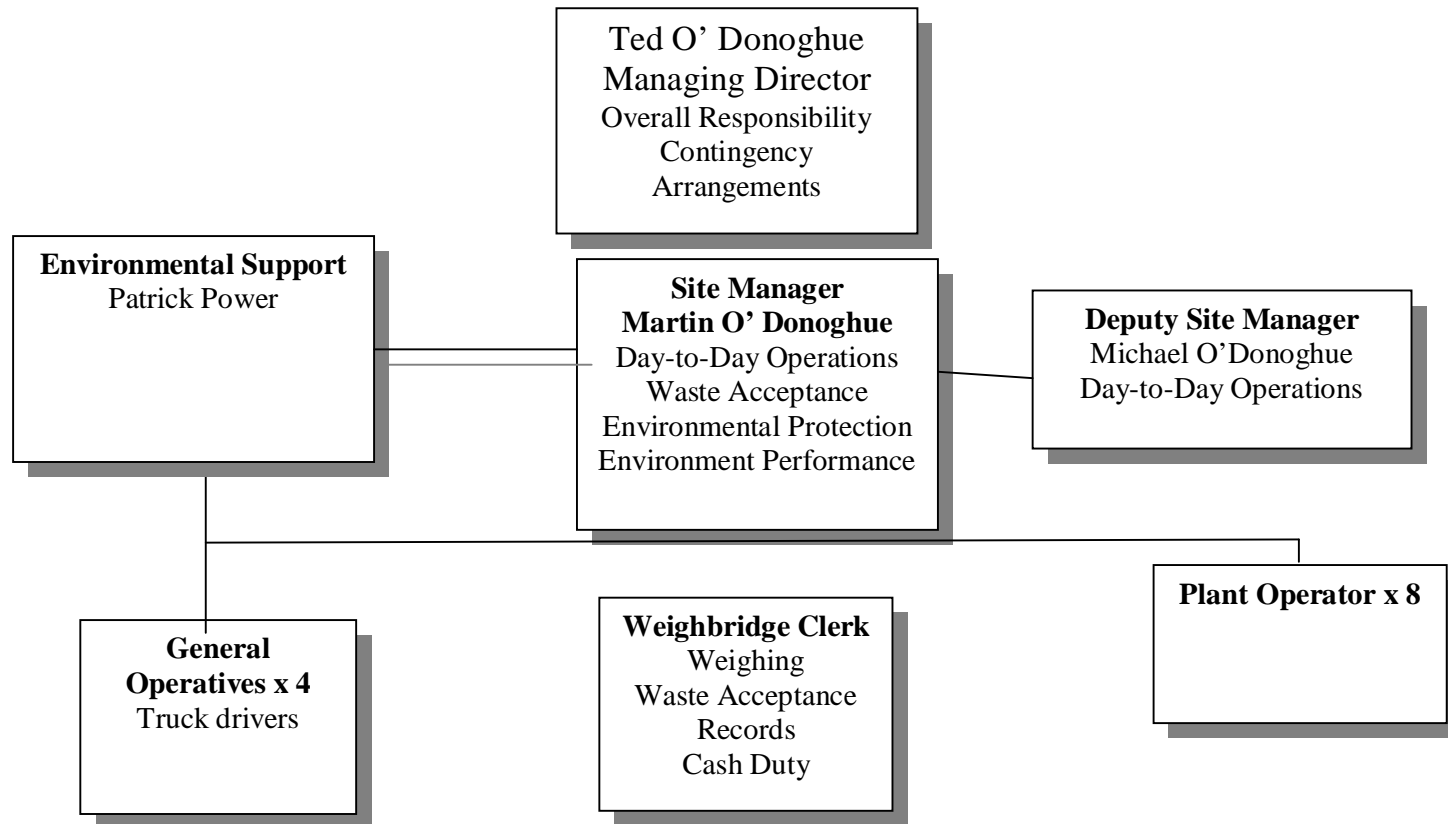 Ted O’ Donoghue
Managing Director
Overall Responsibility
Contingency
Arrangements
Environmental Support
Patrick Power
Site Manager
Martin O’ Donoghue
Day-to-Day Operations
Waste Acceptance
Environmental Protection
Environment Performance
Deputy Site Manager
Michael O’Donoghue
Day-to-Day Operations
General
Operatives x 4
Truck drivers
Weighbridge Clerk
Weighing
Waste Acceptance
Records
Cash Duty
Plant Operator x 8